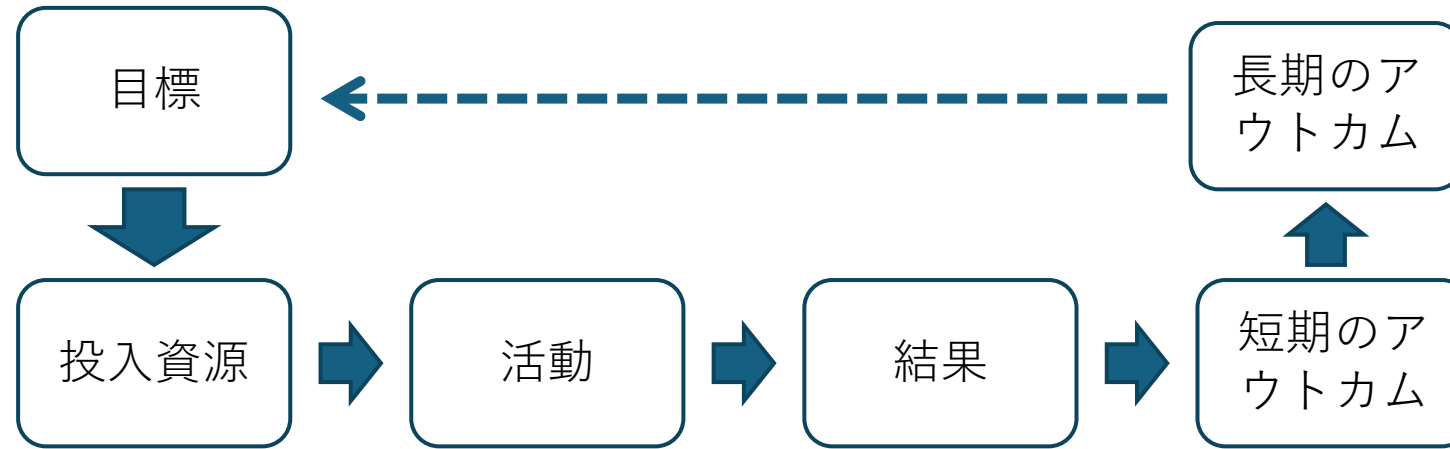 目標
長期のア
ウトカム
投入資源
活動
結果
短期のア
ウトカム